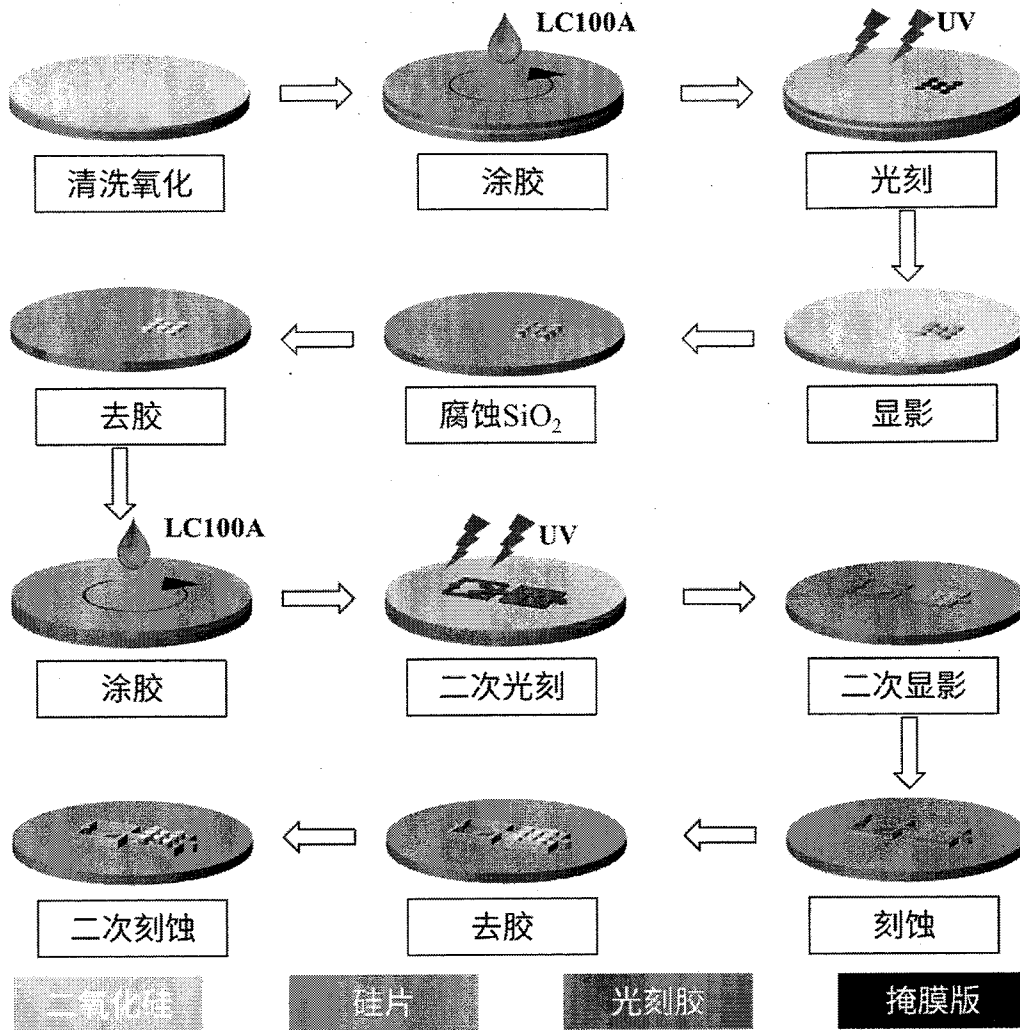 LC100A
UV
清洗氧化
涂胶
光刻
去胶
腐蚀SiO₂
显影
LC100A
UV
涂胶
二次光刻
二次显影
二次刻蚀
去胶
刻蚀
二氧化硅
硅片
光刻胶
掩膜版